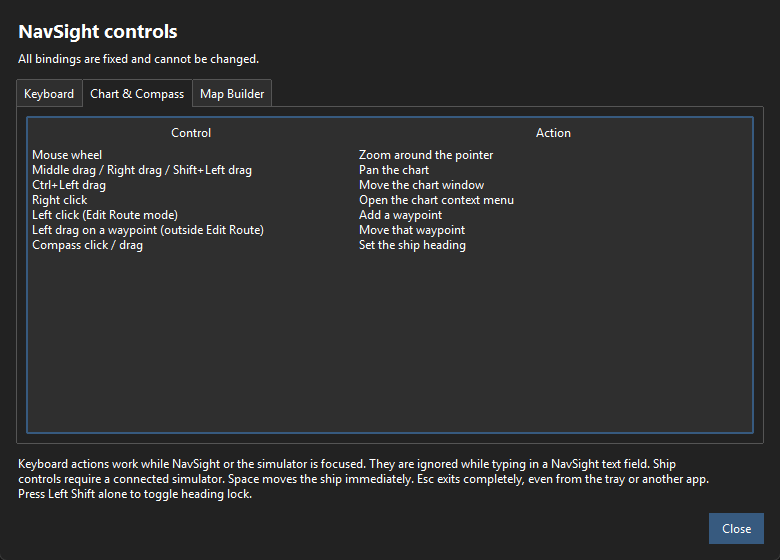 NavSight controls
All bindings are fixed and cannot be changed.
Keyboard Chart & Compass Map Builder
Control Action
Mouse wheel Zoom around the pointer
Middle drag / Right drag / Shift+Left drag Pan the chart
Ctrl+Left drag Move the chart window
Right click Open the chart context menu
Left click (Edit Route mode) Add a waypoint
Left drag on a waypoint (outside Edit Route) Move that waypoint
Compass click / drag Set the ship heading
Keyboard actions work while NavSight or the simulator is focused. They are ignored while typing in a NavSight text field. Ship
controls require a connected simulator. Space moves the ship immediately. Esc exits completely, even from the tray or another app.
Press Left Shift alone to toggle heading lock.
Close